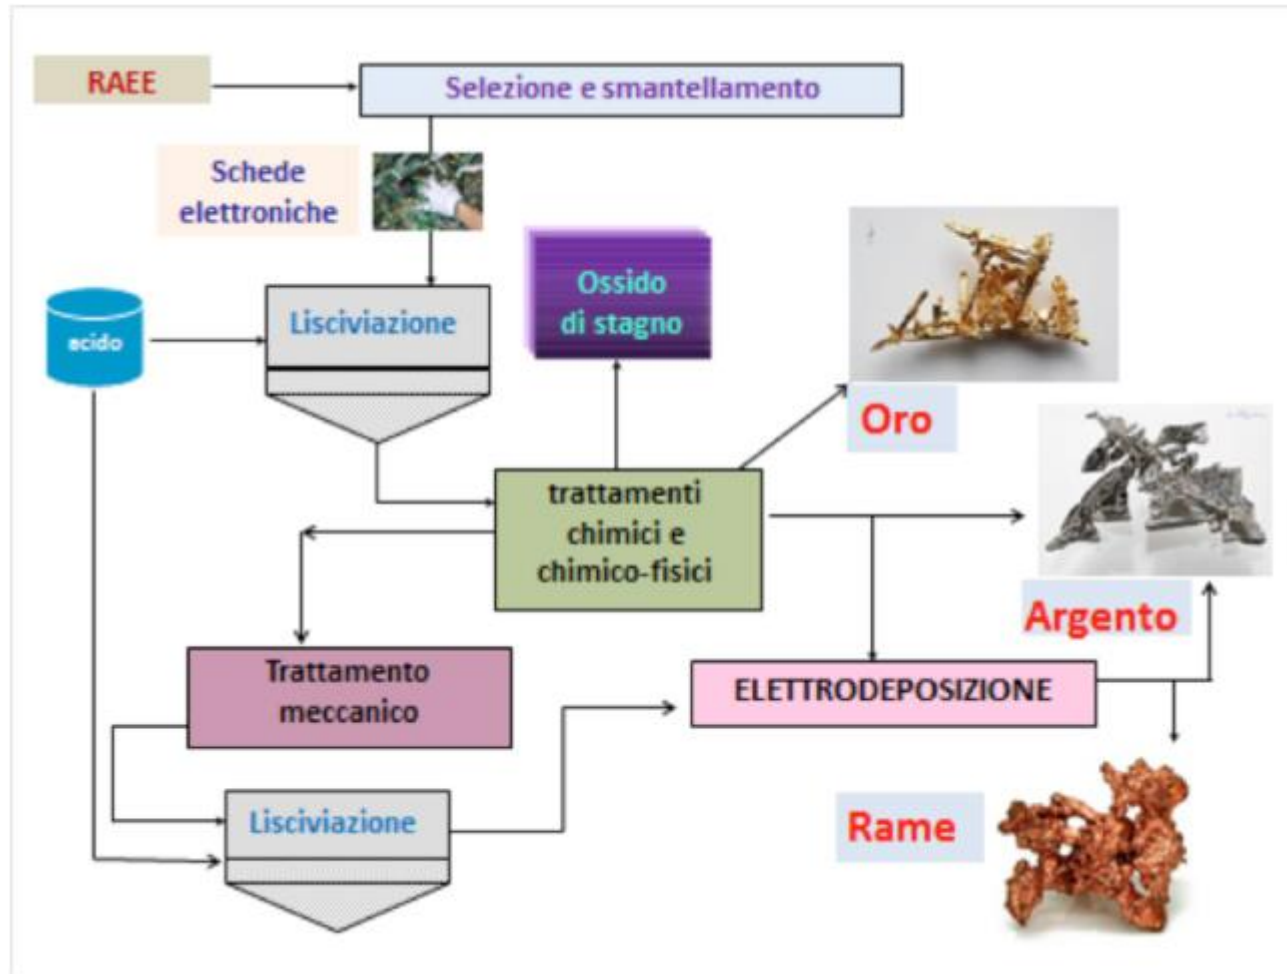 RAEE
Selezione e smantellamento
Schede
elettroniche
Ossido
di stagno
acido
Lisciviazione
Oro
trattamenti
chimici e
chimico-fisici
Argento
Trattamento
meccanico
ELETTRODEPOSIZIONE
Lisciviazione
Rame